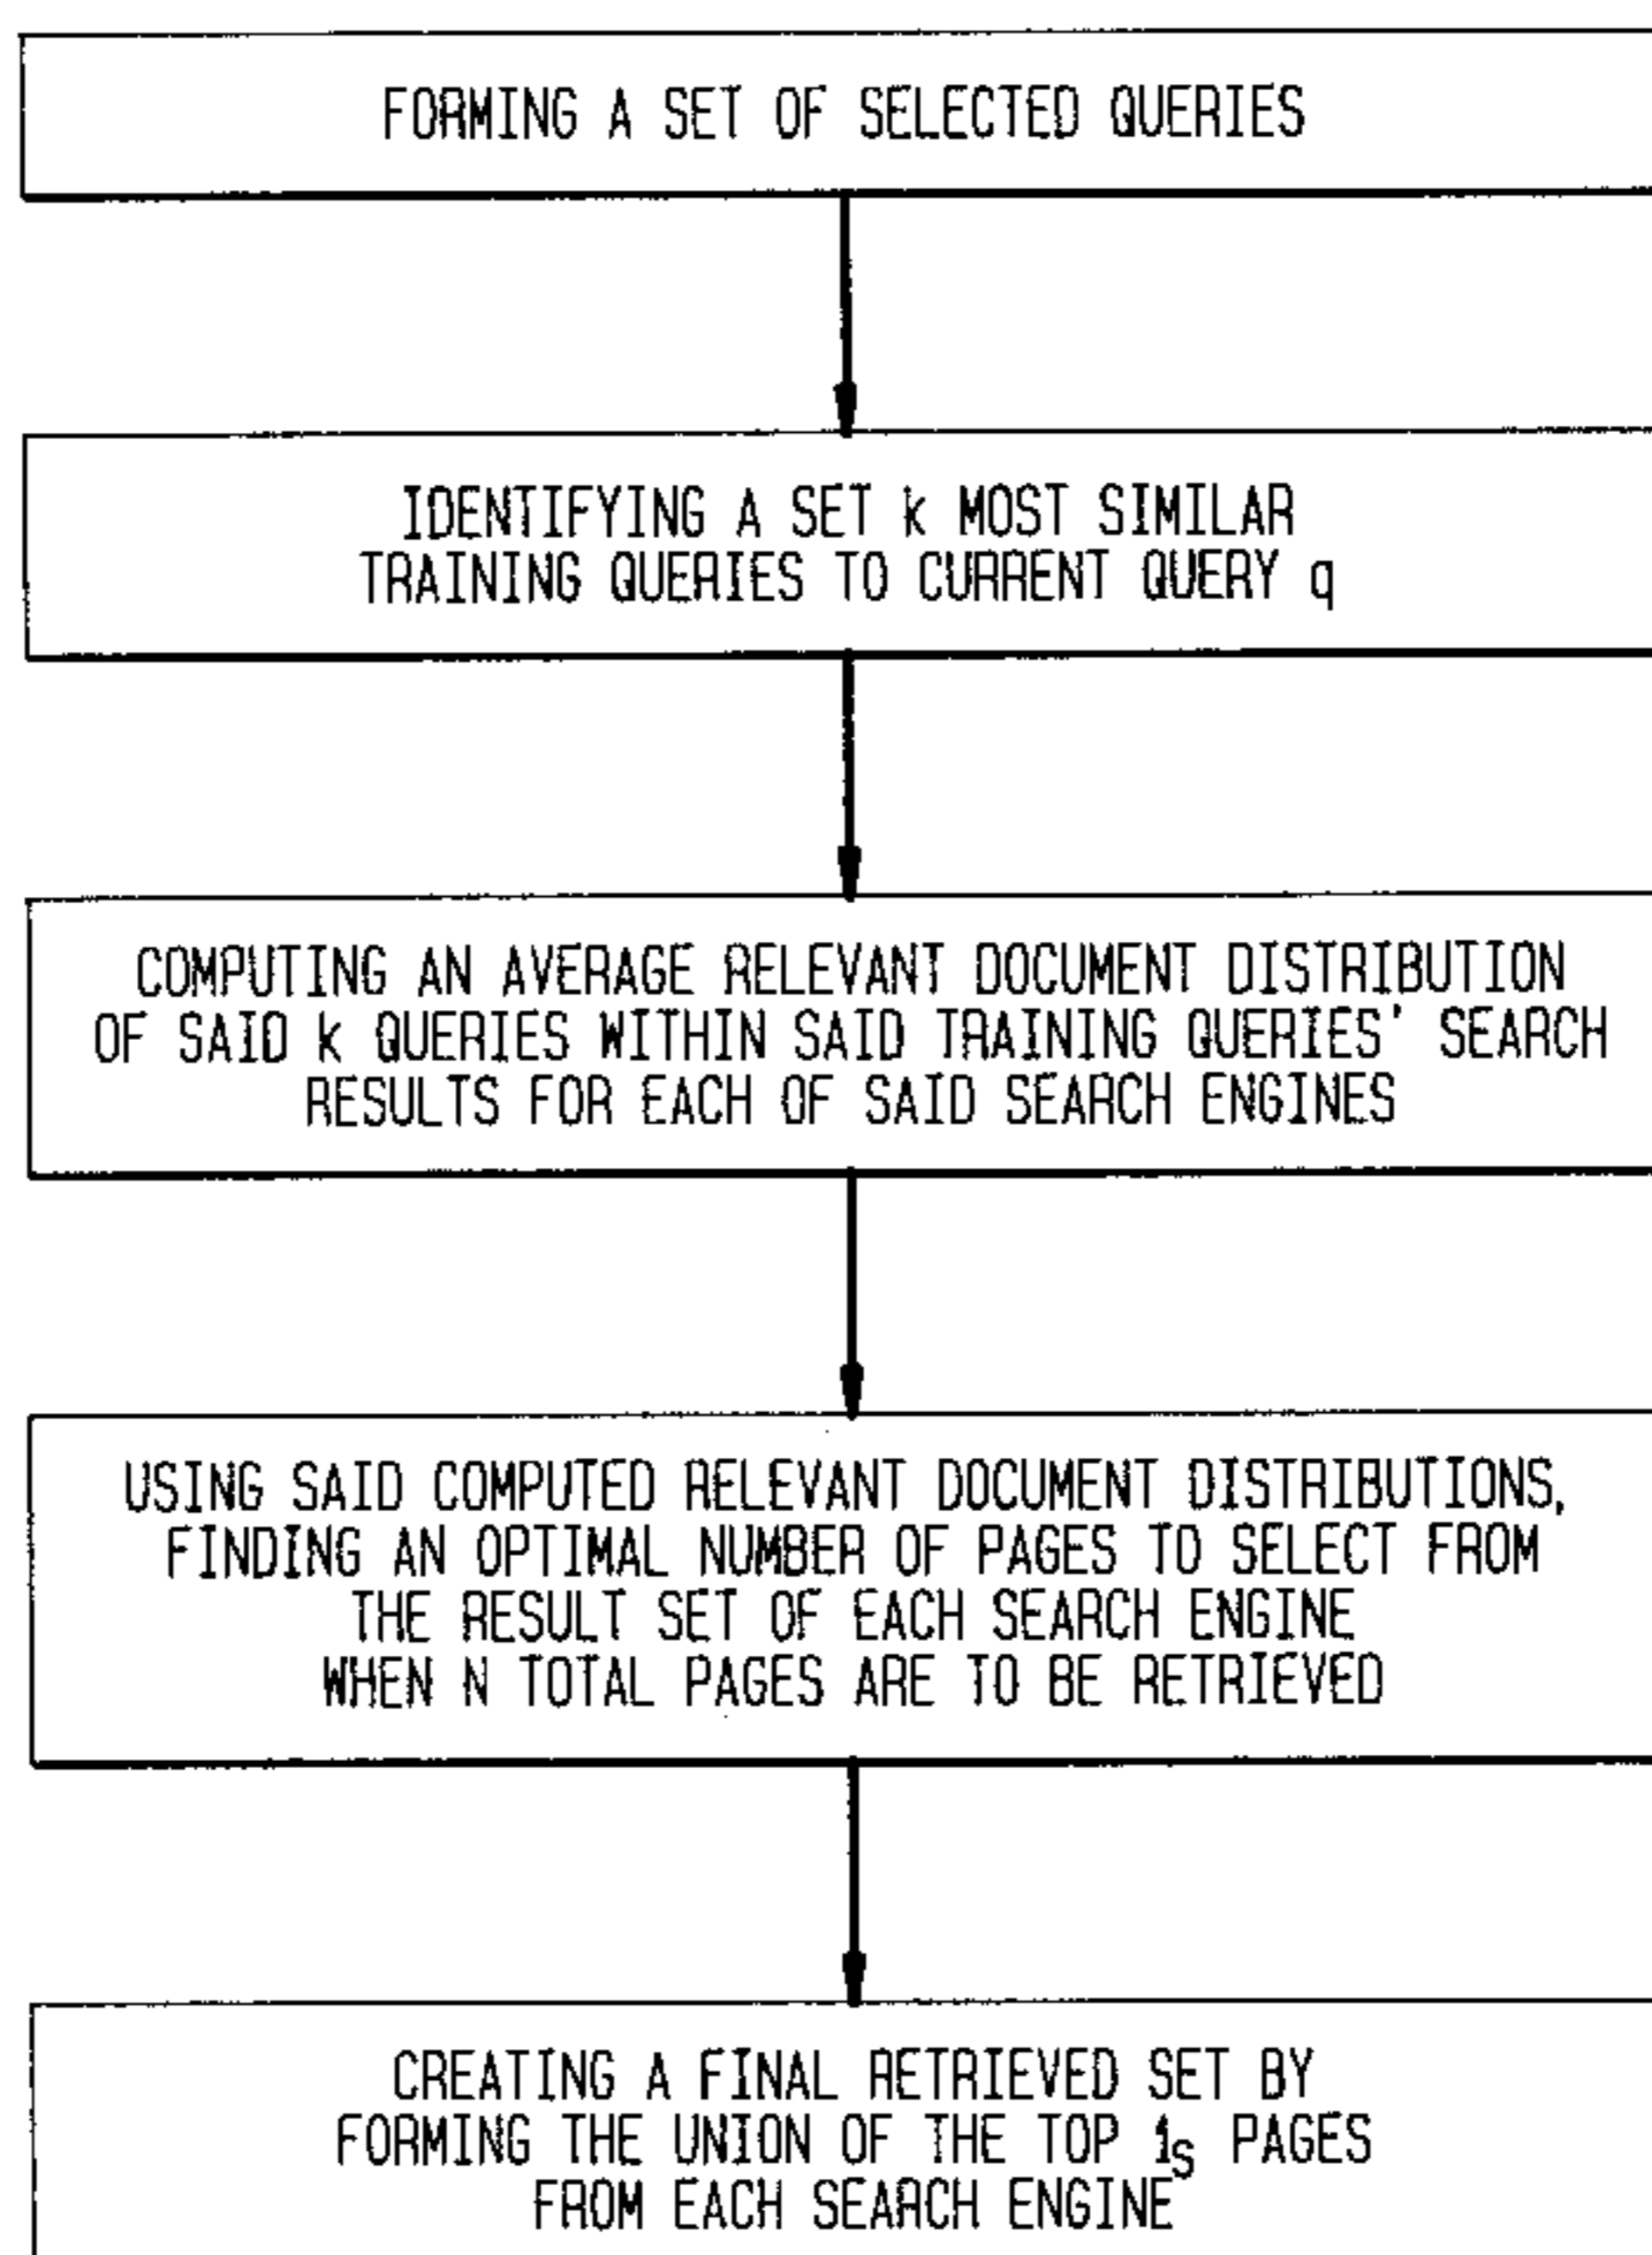 FORMING A SET OF SELECTED QUERIES
IDENTIFYING A SET k MOST SIMILAR
TRAINING QUERIES TO CURRENT QUERY q
COMPUTING AN AVERAGE RELEVANT DOCUMENT DISTRIBUTION
OF SAID k QUERIES WITHIN SAID TRAINING QUERIES' SEARCH
RESULTS FOR EACH OF SAID SEARCH ENGINES
USING SAID COMPUTED RELEVANT DOCUMENT DISTRIBUTIONS,
FINDING AN OPTIMAL NUMBER OF PAGES TO SELECT FROM
THE RESULT SET OF EACH SEARCH ENGINE
WHEN N TOTAL PAGES ARE TO BE RETRIEVED
CREATING A FINAL RETRIEVED SET BY
FORMING THE UNION OF THE TOP 1S PAGES
FROM EACH SEARCH ENGINE